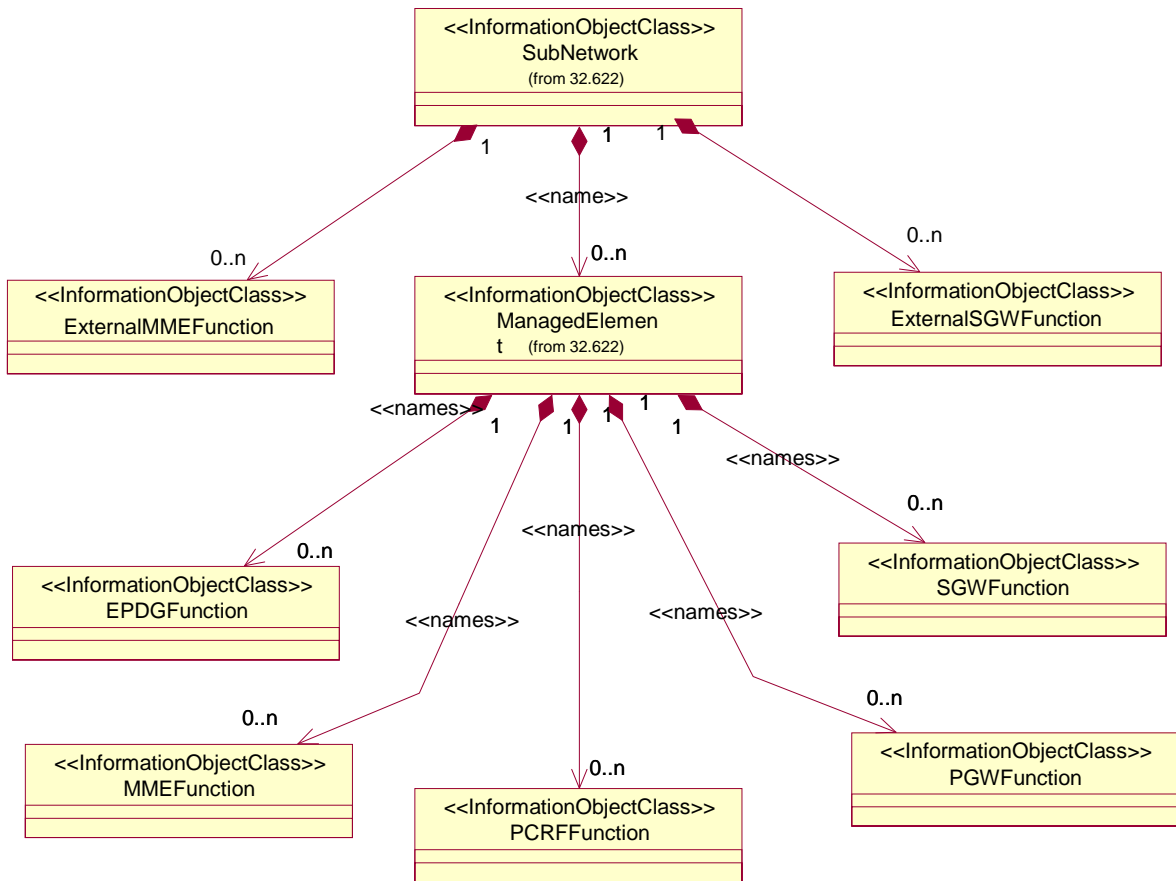 <<InformationObjectClass>>
SubNetwork
(from 32.622)
1
1
1
<<name>>
0..n
0..n
0..n
<<InformationObjectClass>>
ExternalMMEFunction
<<InformationObjectClass>>
ManagedElemen
t (from 32.622)
<<InformationObjectClass>>
ExternalSGWFunction
<<names>>
1
1
1
1
1
<<names>>
<<names>>
<<names>>
<<names>>
0..n
0..n
<<InformationObjectClass>>
EPDGFunction
<<InformationObjectClass>>
SGWFunction
0..n
0..n
0..n
<<InformationObjectClass>>
MMEFunction
<<InformationObjectClass>>
PCRFFunction
<<InformationObjectClass>>
PGWFunction